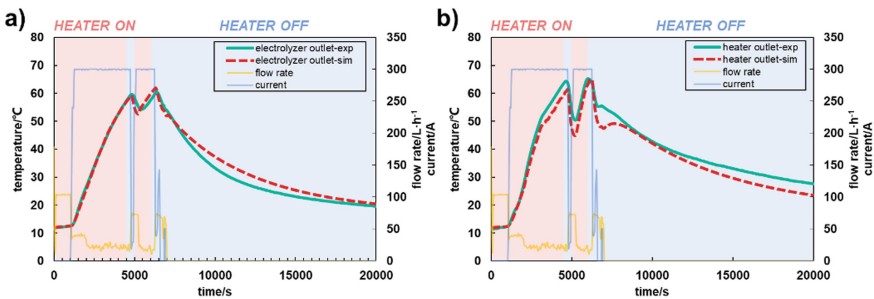 a)
HEATER ON
HEATER OFF
80
70
60
50
40
30
20
10
0
temperature/℃
350
300
250
200
150
100
50
0
flow rate/L·h⁻¹
current/A
electrolyzer outlet-exp
electrolyzer outlet-sim
flow rate
current
0
5000
10000
15000
20000
time/s
b)
HEATER ON
HEATER OFF
80
70
60
50
40
30
20
10
0
temperature/℃
350
300
250
200
150
100
50
0
flow rate/L·h⁻¹
current/A
heater outlet-exp
heater outlet-sim
flow rate
current
0
5000
10000
15000
20000
time/s